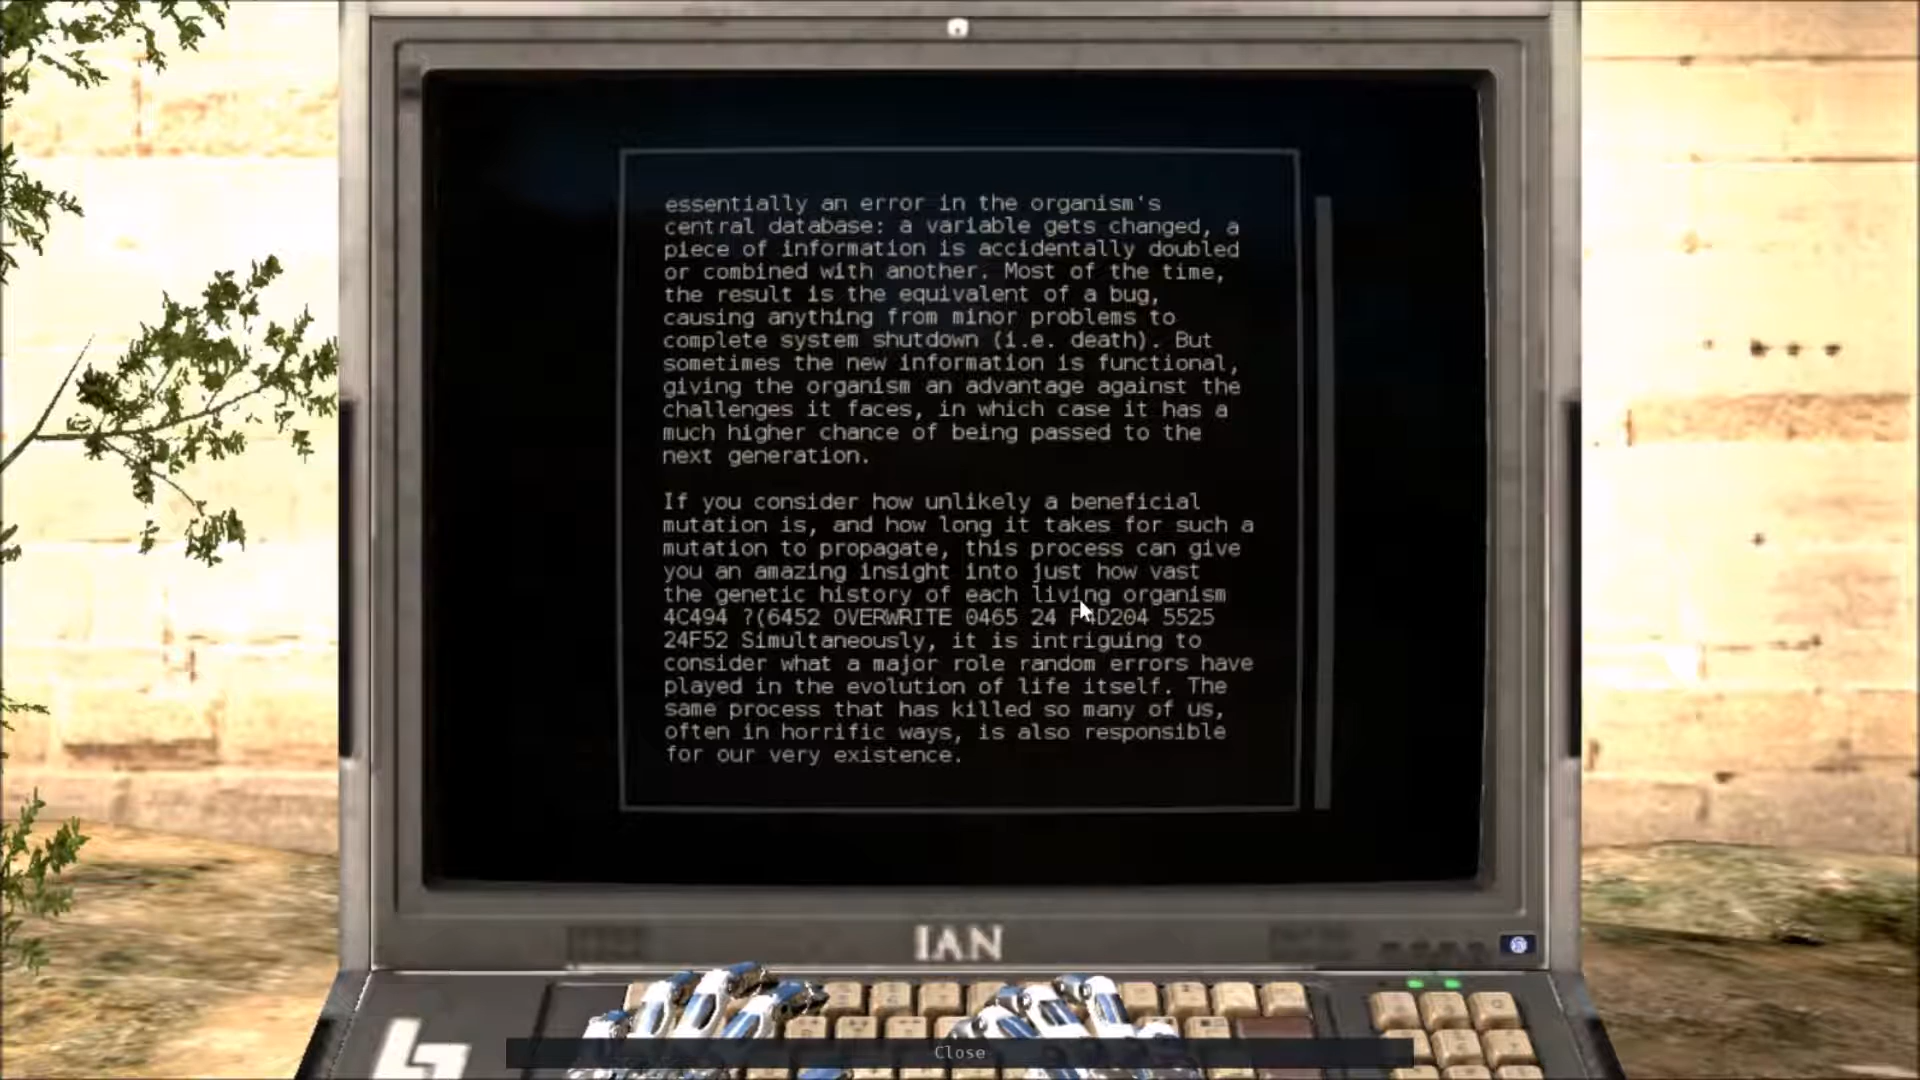 essentially an error in the organism's
central database: a variable gets changed, a
piece of information is accidentally doubled
or combined with another. Most of the time,
the result is the equivalent of a bug,
causing anything from minor problems to
complete system shutdown (i.e. death). But
sometimes the new information is functional,
giving the organism an advantage against the
challenges it faces, in which case it has a
much higher chance of being passed to the
next generation.
If you consider how unlikely a beneficial
mutation is, and how long it takes for such a
mutation to propagate, this process can give
you an amazing insight into just how vast
the genetic history of each living organism
4C494 ?(6452 OVERWRITE 0465 24 F4D204 5525
24F52 Simultaneously, it is intriguing to
consider what a major role random errors have
played in the evolution of life itself. The
same process that has killed so many of us,
often in horrific ways, is also responsible
for our very existence.
IAN
Close